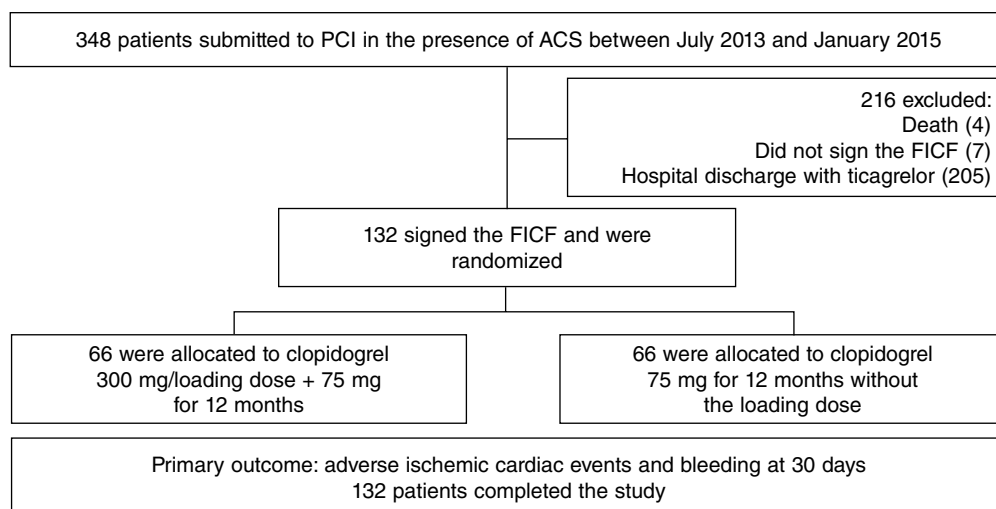 348 patients submitted to PCI in the presence of ACS between July 2013 and January 2015
216 excluded:
Death (4)
Did not sign the FICF (7)
Hospital discharge with ticagrelor (205)
132 signed the FICF and were
randomized
66 were allocated to clopidogrel
300 mg/loading dose + 75 mg
for 12 months
66 were allocated to clopidogrel
75 mg for 12 months without
the loading dose
Primary outcome: adverse ischemic cardiac events and bleeding at 30 days
132 patients completed the study